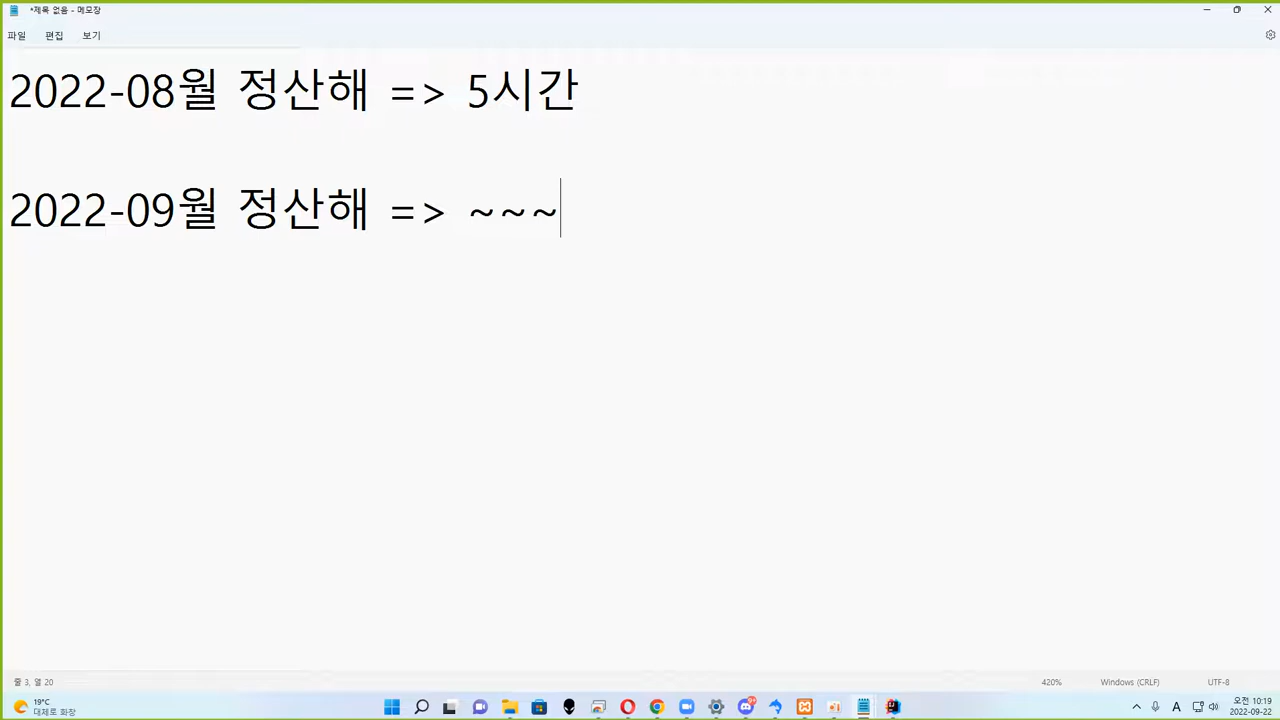 *제목 없음 - 메모장
파일 편집 보기
2022-08월 정산해 => 5시간
2022-09월 정산해 => ~~~
줄 3, 열 20
420%
Windows (CRLF)
UTF-8
19°C
대체로 화창
A
오전 10:19
2022-09-22